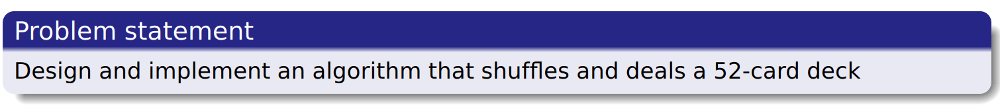 Problem statement
Design and implement an algorithm that shuffles and deals a 52-card deck